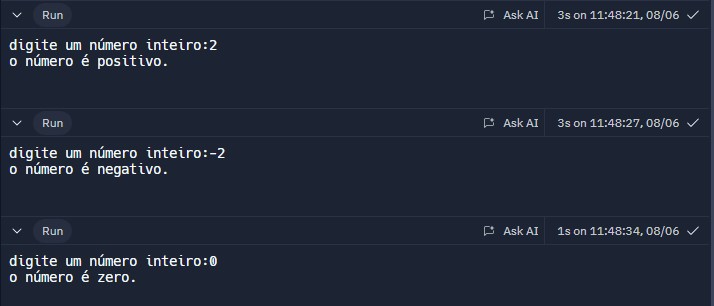 Run Ask AI 3s on 11:48:21, 08/06
digite um número inteiro:2
o número é positivo.
Run Ask AI 3s on 11:48:27, 08/06
digite um número inteiro:-2
o número é negativo.
Run Ask AI 1s on 11:48:34, 08/06
digite um número inteiro:0
o número é zero.